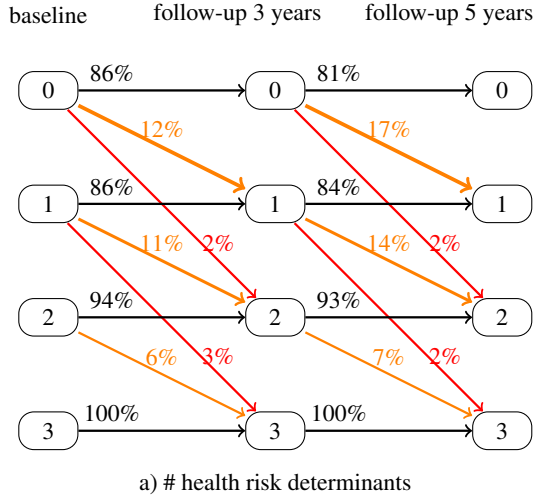 baseline follow-up 3 years follow-up 5 years
86% 81%
0 0 0
12% 17%
86% 84%
1 1 1
11% 2% 14% 2%
94% 93%
2 2 2
6% 3% 7% 2%
100% 100%
3 3 3
a) # health risk determinants